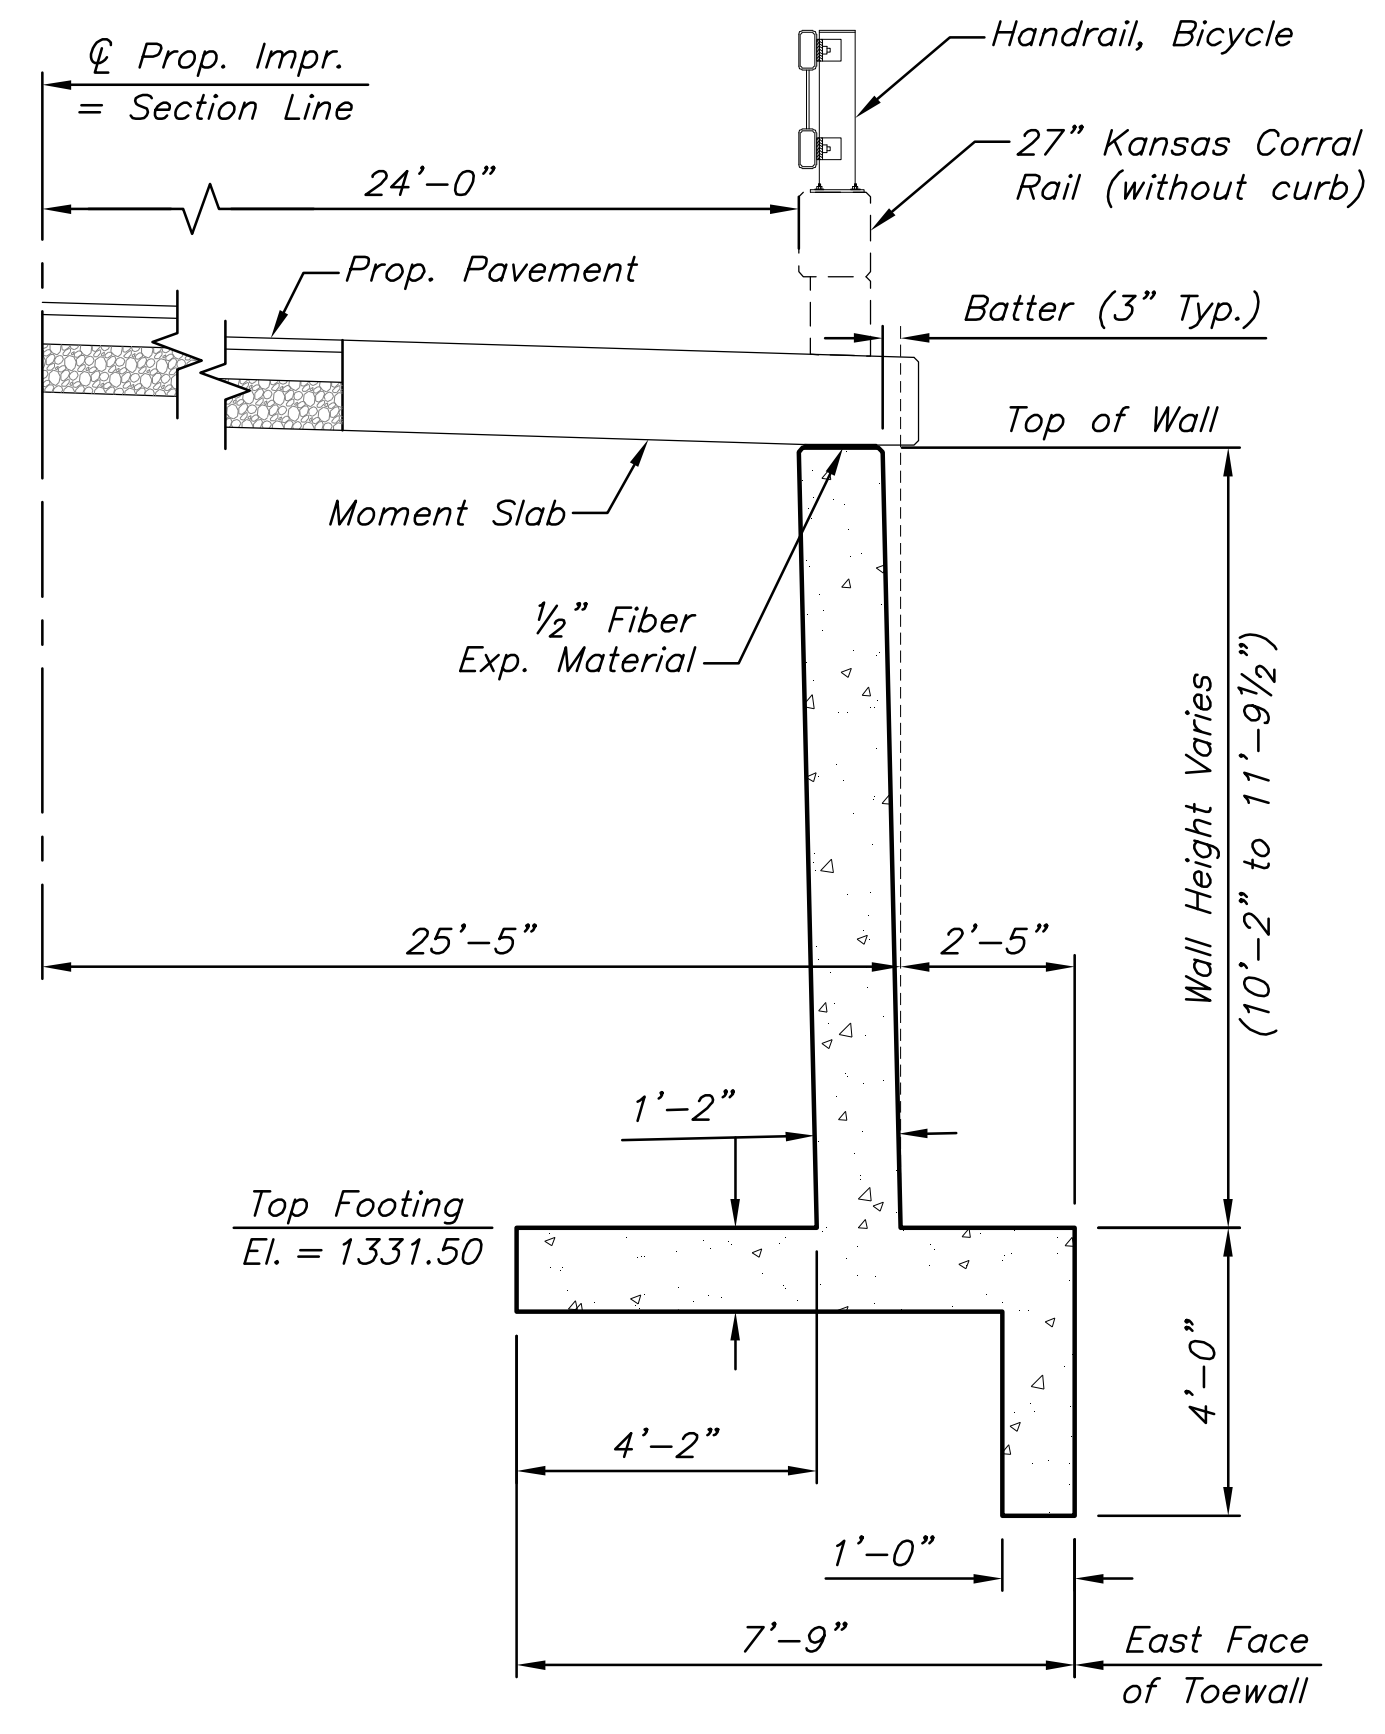 Handrail, Bicycle
℄ Prop. Impr.
= Section Line
27” Kansas Corral
Rail (without curb)
24’-0”
Prop. Pavement
Batter (3” Typ.)
Top of Wall
Moment Slab
½” Fiber
Exp. Material
Wall Height Varies
(10’-2” to 11’-9½”)
25’-5”
2’-5”
1’-2”
Top Footing
El. = 1331.50
4’-0”
4’-2”
1’-0”
7’-9”
East Face
of Toewall